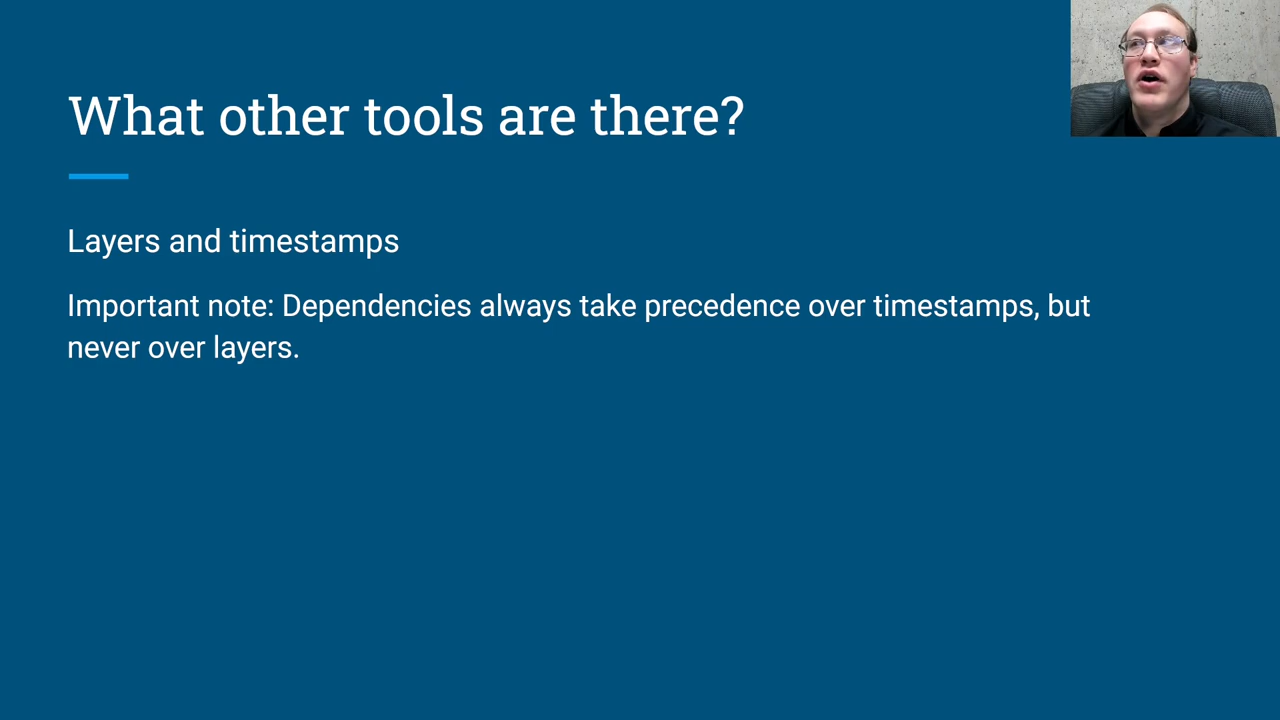 What other tools are there?
Layers and timestamps
Important note: Dependencies always take precedence over timestamps, but
never over layers.